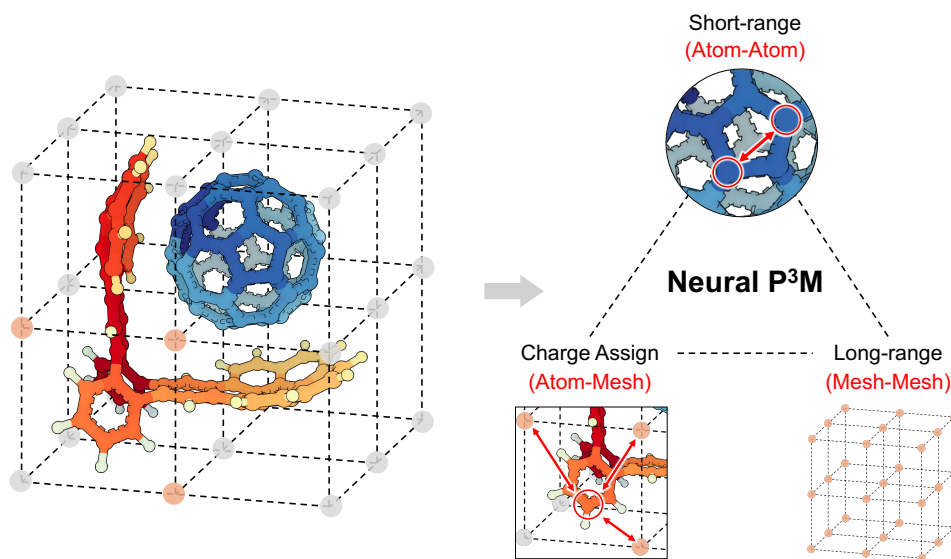 Short-range
(Atom-Atom)
Neural P³M
Charge Assign
(Atom-Mesh)
Long-range
(Mesh-Mesh)